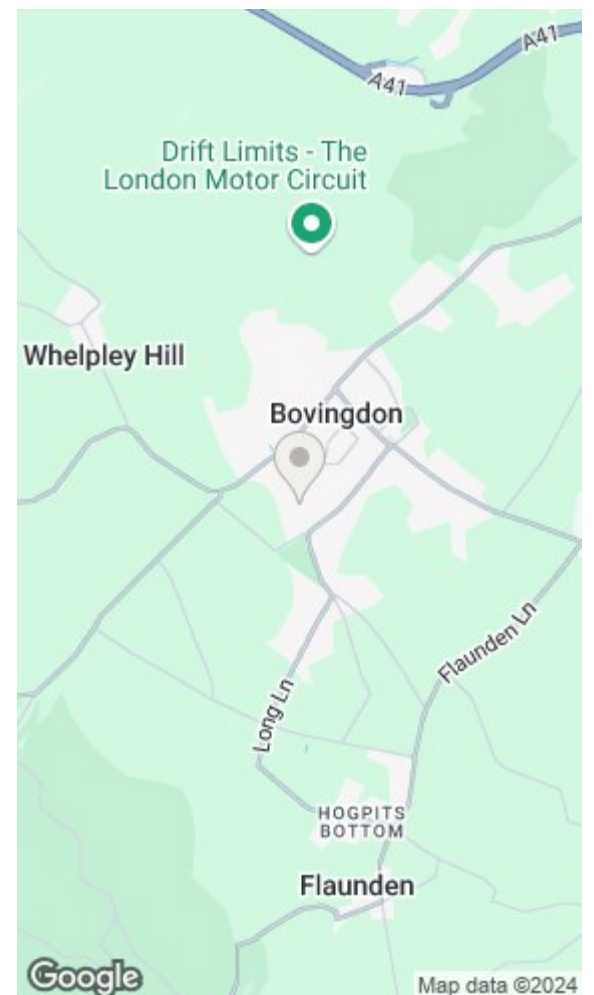 A41
A41
Drift Limits - The
London Motor Circuit
Whelpley Hill
Bovingdon
Flaunden Ln
Long Ln
HOGPITS
BOTTOM
Flaunden
Google
Map data ©2024